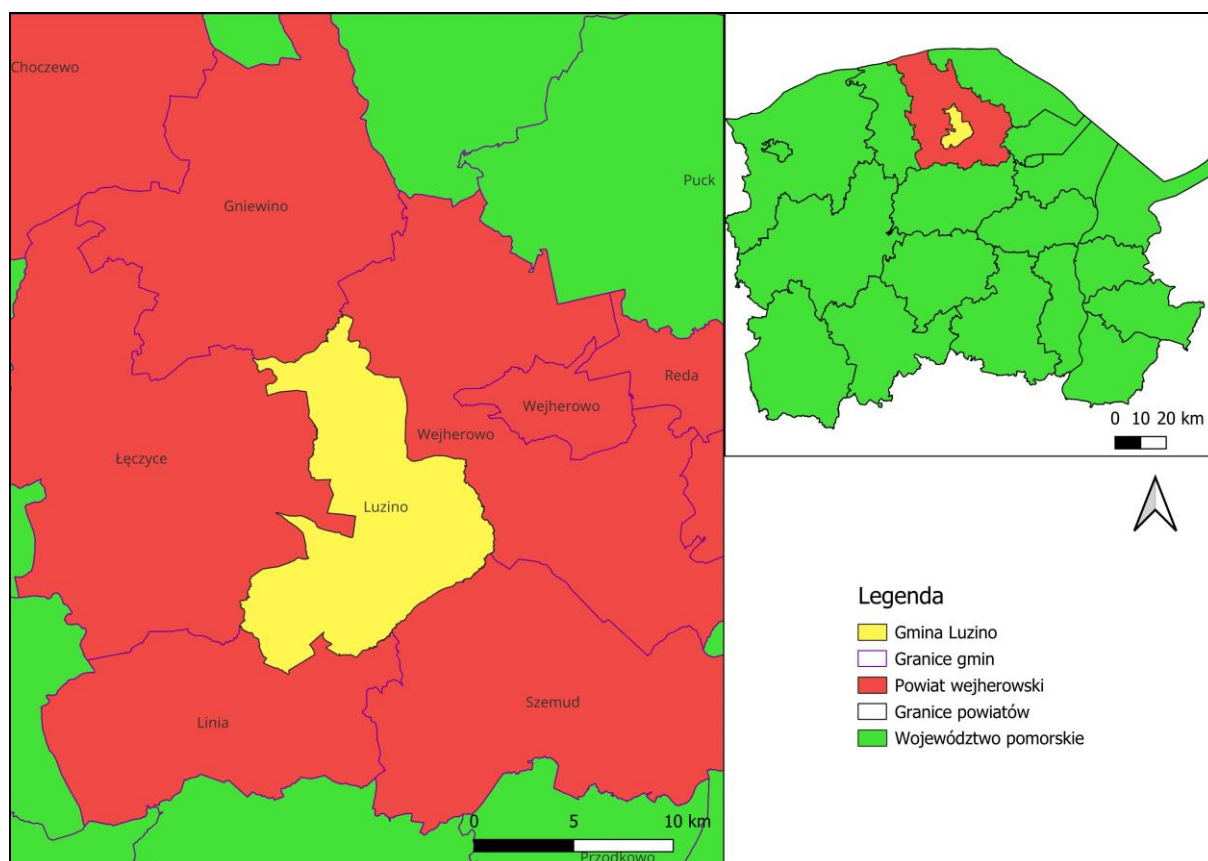 Choczewo
Puck
Gniewino
Reda
Wejherowo
Wejherowo
Łęczyce
Luzino
Szemud
Linia
0 5 10 km
Przodkowo
0 10 20 km
Legenda
Gmina Luzino
Granice gmin
Powiat wejherowski
Granice powiatów
Województwo pomorskie